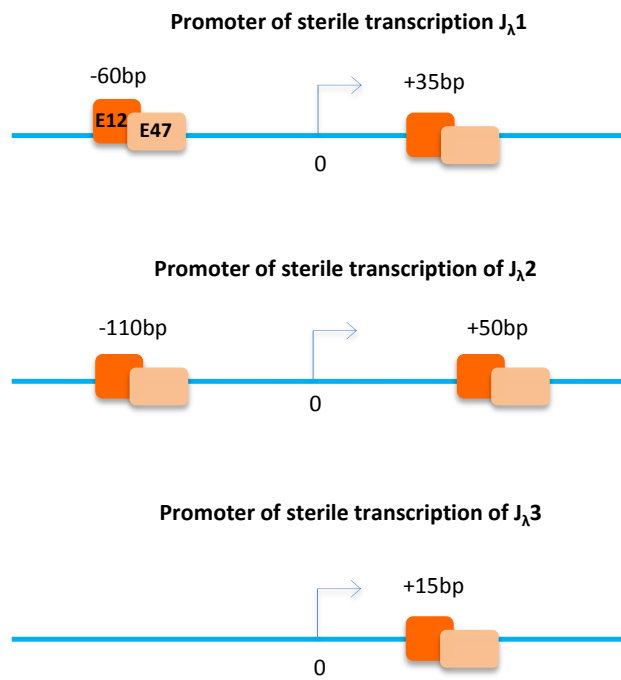 Promoter of sterile transcription Jλ1
-60bp +35bp
E12 E47
0
Promoter of sterile transcription of Jλ2
-110bp +50bp
0
Promoter of sterile transcription of Jλ3
+15bp
0